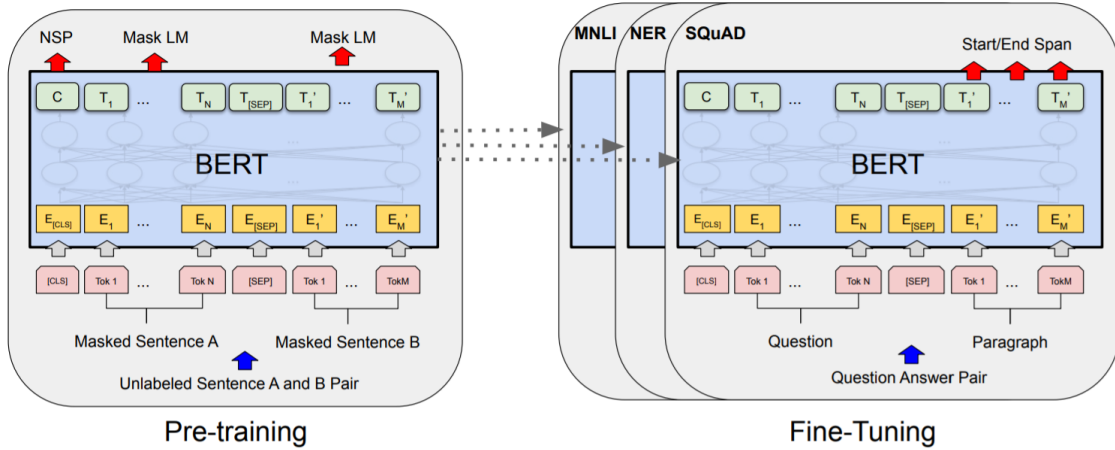 NSP Mask LM Mask LM
C T1 ... TN T[SEP] T1' ... TM'
BERT
E[CLS] E1 ... EN E[SEP] E1' ... EM'
[CLS] Tok 1 ... Tok N [SEP] Tok 1 ... TokM
Masked Sentence A Masked Sentence B
Unlabeled Sentence A and B Pair
Pre-training
MNLI NER SQuAD
Start/End Span
C T1 ... TN T[SEP] T1' ... TM'
BERT
E[CLS] E1 ... EN E[SEP] E1' ... EM'
[CLS] Tok 1 ... Tok N [SEP] Tok 1 ... TokM
Question Paragraph
Question Answer Pair
Fine-Tuning